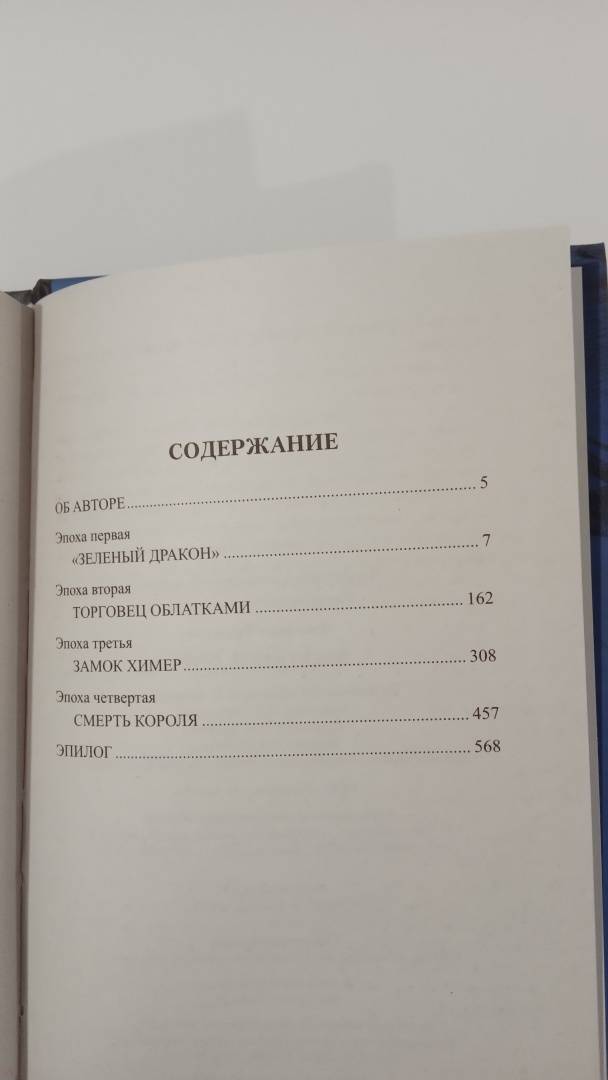 СОДЕРЖАНИЕ
ОБ АВТОРЕ.......................................................................................... 5
Эпоха первая
«ЗЕЛЕНЫЙ ДРАКОН» ................................................................. 7
Эпоха вторая
ТОРГОВЕЦ ОБЛАТКАМИ ..................................................... 162
Эпоха третья
ЗАМОК ХИМЕР........................................................................ 308
Эпоха четвертая
СМЕРТЬ КОРОЛЯ .................................................................... 457
ЭПИЛОГ ......................................................................................... 568